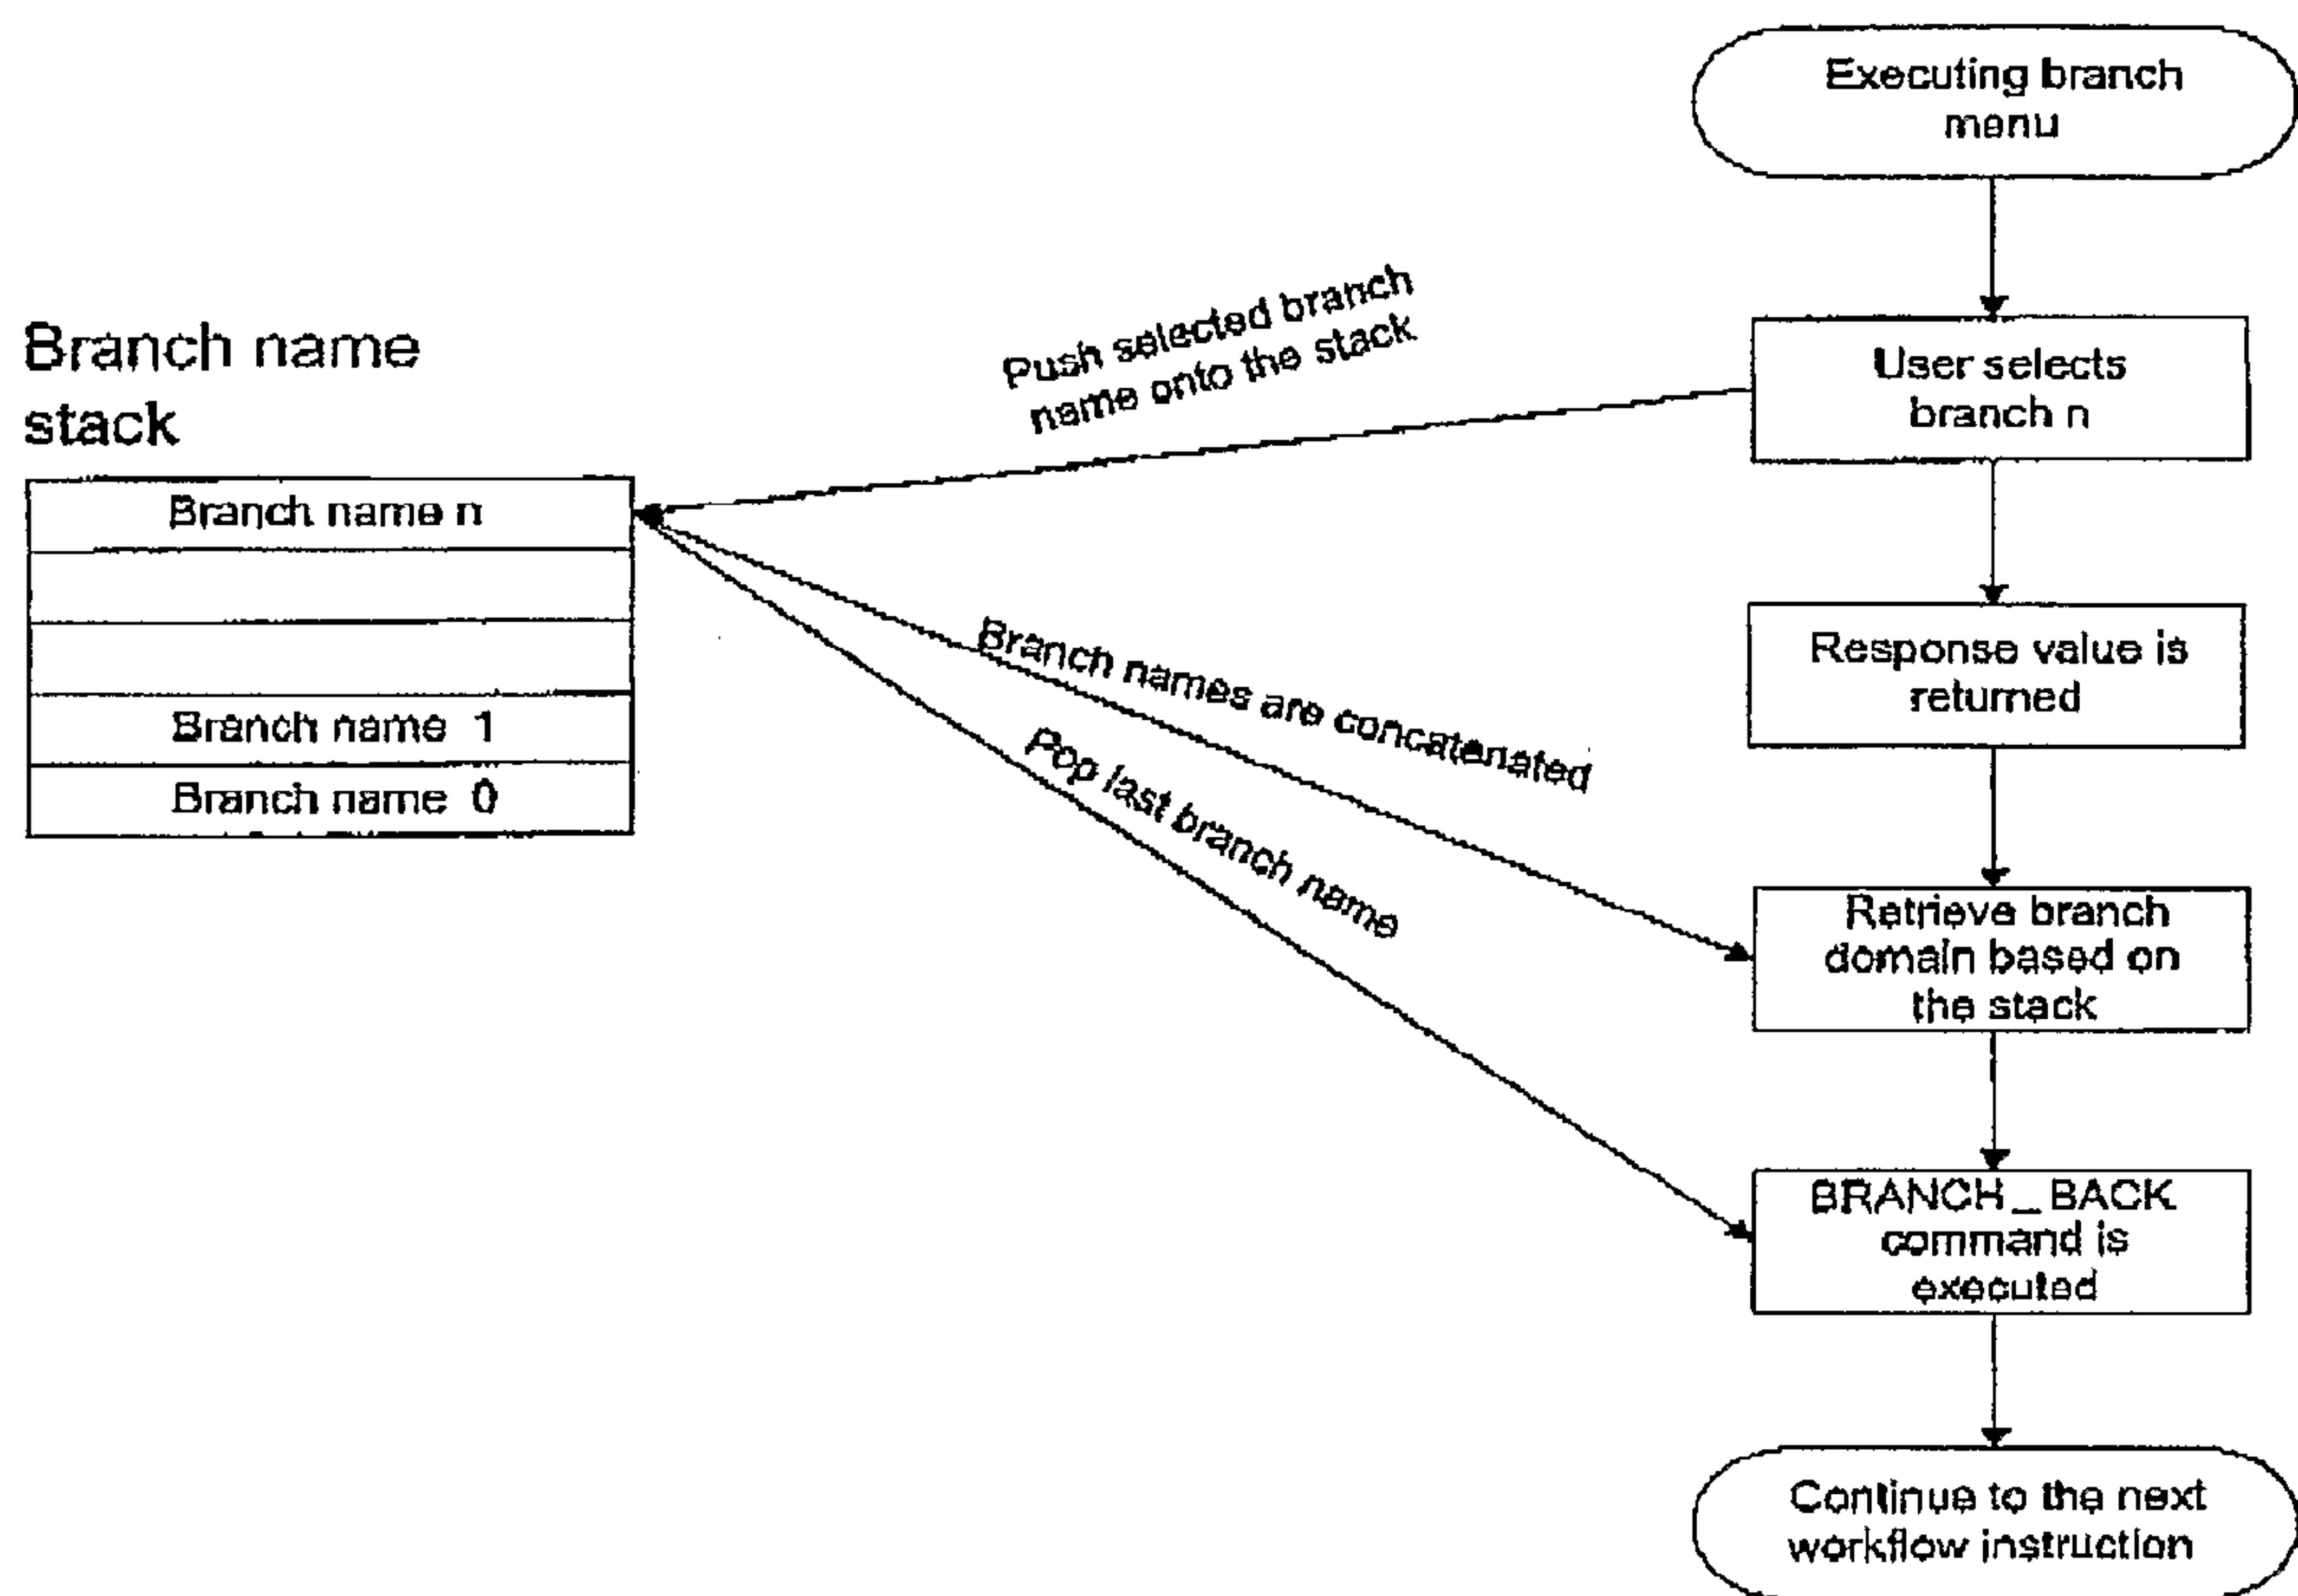 Executing branch
menu
Push selected branch
name onto the stack
Branch name
stack
User selects
branch n
Branch name n
Branch name 1
Branch name 0
Branch names are concatenated
Pop last branch name
Response value is
returned
Retrieve branch
domain based on
the stack
BRANCH_BACK
command is
executed
Continue to the next
workflow instruction